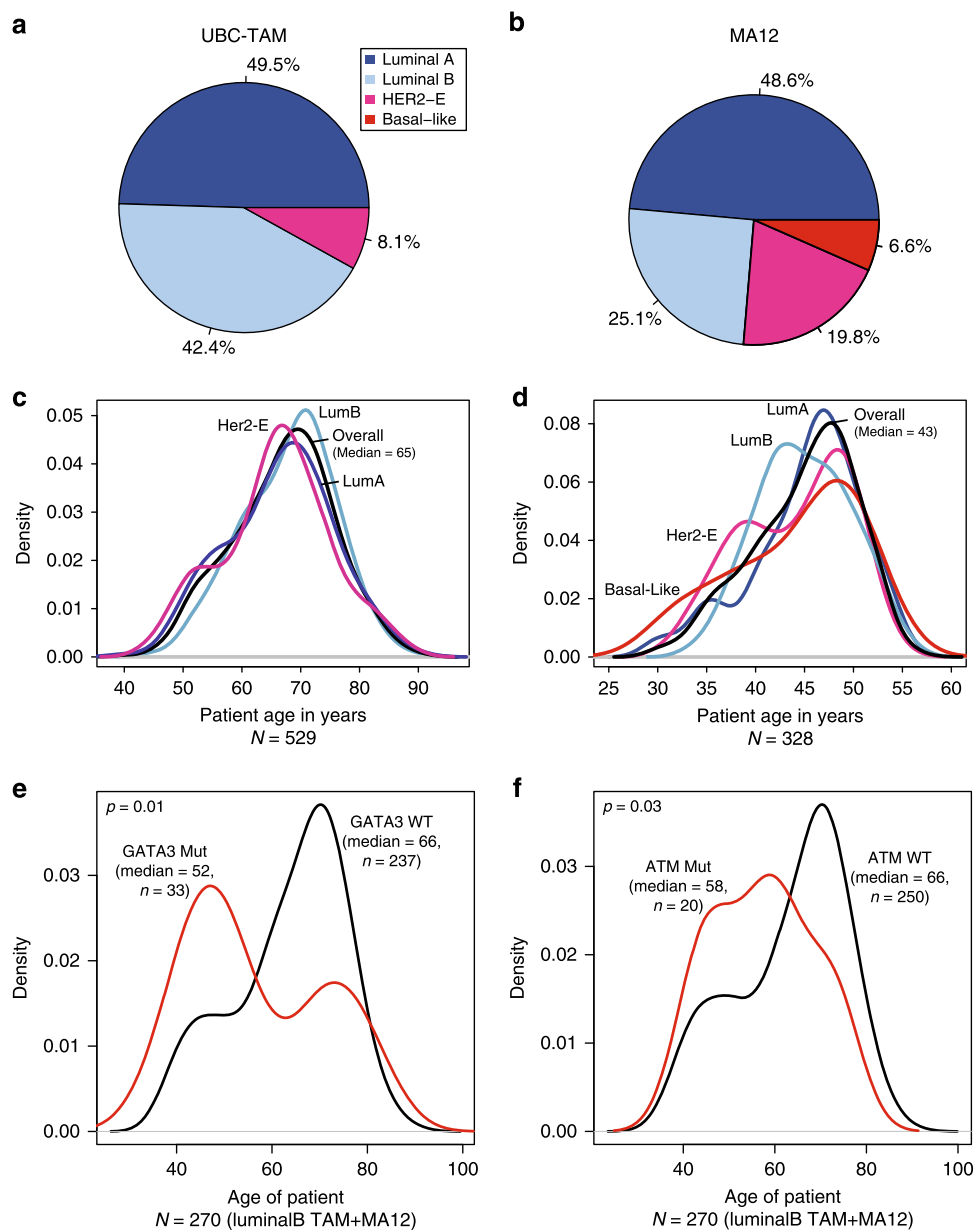 a
UBC-TAM
49.5%
Luminal A
Luminal B
HER2–E
Basal–like
8.1%
42.4%
b
MA12
48.6%
6.6%
25.1%
19.8%
c
0.05
0.04
0.03
0.02
0.01
0.00
Density
Her2-E
LumB
Overall
(Median = 65)
LumA
40
50
60
70
80
90
Patient age in years
N = 529
d
0.08
0.06
0.04
0.02
0.00
Density
LumA
Overall
(Median = 43)
LumB
Her2-E
Basal-Like
25
30
35
40
45
50
55
60
Patient age in years
N = 328
e
p = 0.01
GATA3 WT
(median = 66,
n = 237)
GATA3 Mut
(median = 52,
n = 33)
0.03
0.02
0.01
0.00
Density
40
60
80
100
Age of patient
N = 270 (luminalB TAM+MA12)
f
p = 0.03
ATM Mut
(median = 58,
n = 20)
ATM WT
(median = 66,
n = 250)
0.03
0.02
0.01
0.00
Density
40
60
80
100
Age of patient
N = 270 (luminalB TAM+MA12)